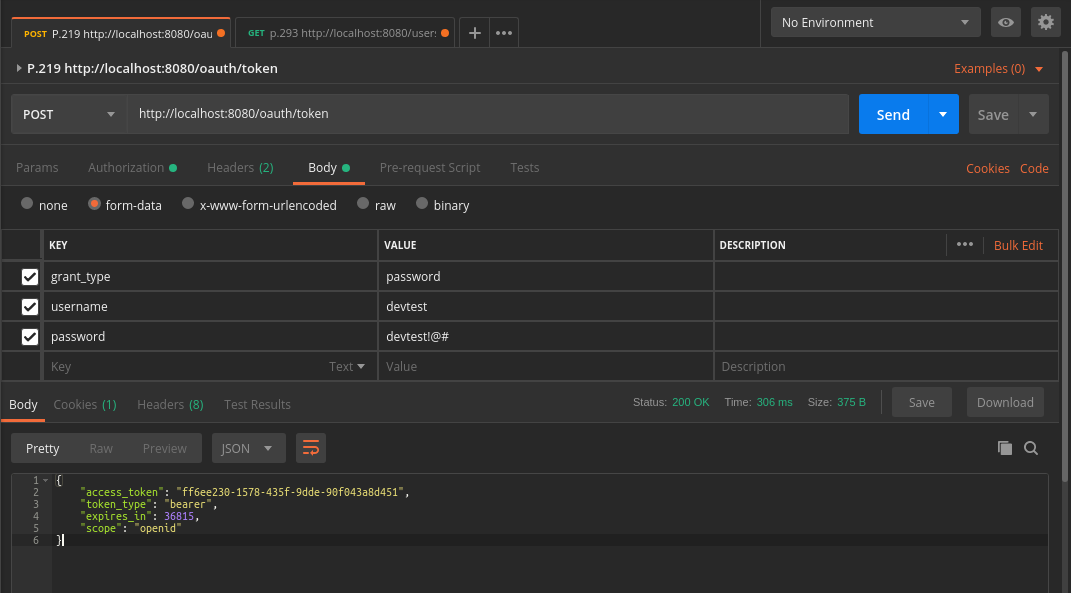 POST P.219 http://localhost:8080/oau
GET p.293 http://localhost:8080/user:
No Environment
P.219 http://localhost:8080/oauth/token
Examples (0)
POST
http://localhost:8080/oauth/token
Send
Save
Params Authorization Headers (2) Body Pre-request Script Tests
Cookies Code
none form-data x-www-form-urlencoded raw binary
KEY VALUE DESCRIPTION
Bulk Edit
grant_type password
username devtest
password devtest!@#
Key Text Value Description
Body Cookies (1) Headers (8) Test Results
Status: 200 OK Time: 306 ms Size: 375 B
Save Download
Pretty Raw Preview JSON
1 {
2 "access_token": "ff6ee230-1578-435f-9dde-90f043a8d451",
3 "token_type": "bearer",
4 "expires_in": 36815,
5 "scope": "openid"
6 }